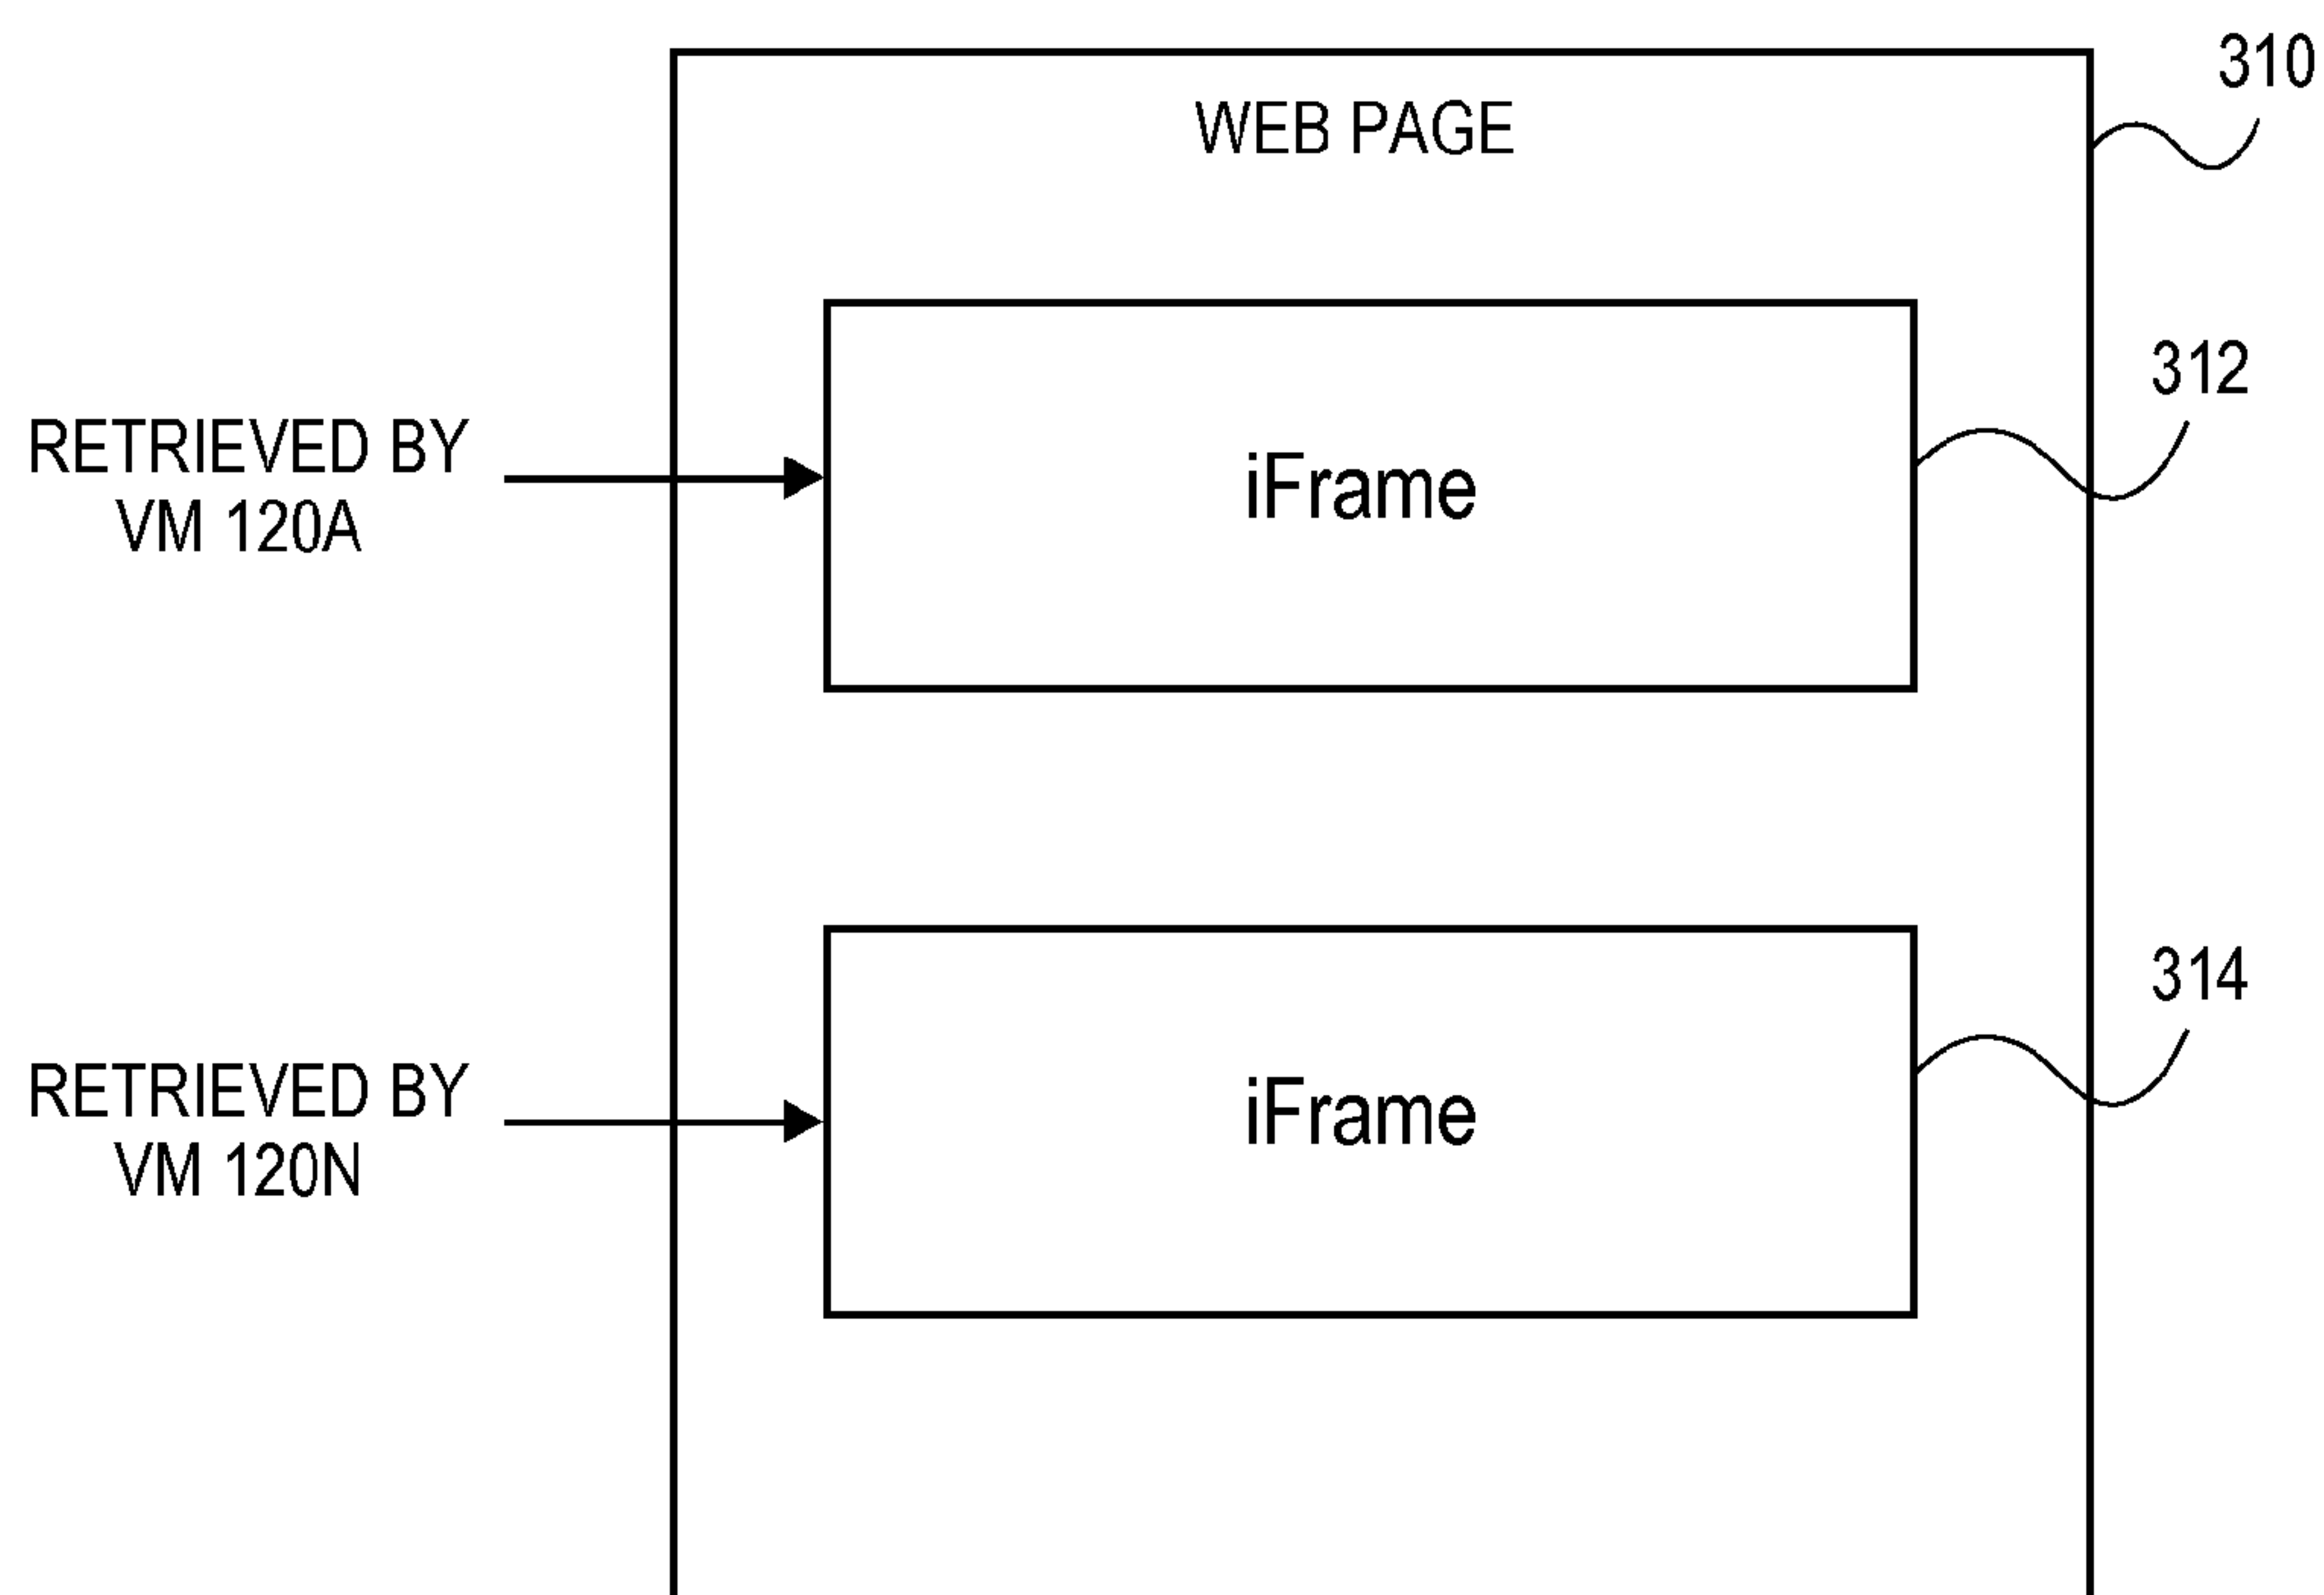 310
WEB PAGE
312
RETRIEVED BY
VM 120A
iFrame
314
RETRIEVED BY
VM 120N
iFrame